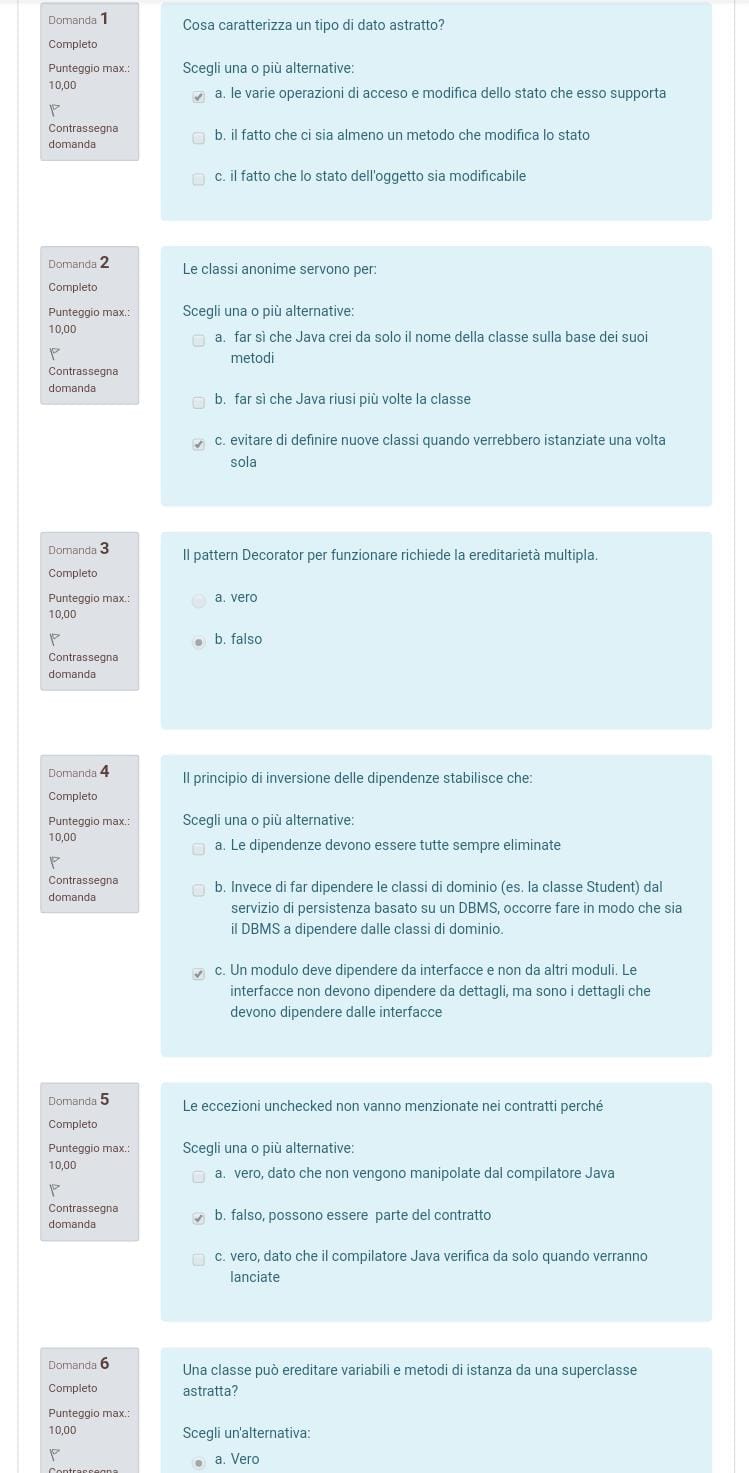 Domanda 1
Completo
Punteggio max.:
10,00
Contrassegna
domanda
Cosa caratterizza un tipo di dato astratto?
Scegli una o più alternative:
a. le varie operazioni di acceso e modifica dello stato che esso supporta
b. il fatto che ci sia almeno un metodo che modifica lo stato
c. il fatto che lo stato dell'oggetto sia modificabile
Domanda 2
Completo
Punteggio max.:
10,00
Contrassegna
domanda
Le classi anonime servono per:
Scegli una o più alternative:
a. far sì che Java crei da solo il nome della classe sulla base dei suoi
metodi
b. far sì che Java riusi più volte la classe
c. evitare di definire nuove classi quando verrebbero istanziate una volta
sola
Domanda 3
Completo
Punteggio max.:
10,00
Contrassegna
domanda
Il pattern Decorator per funzionare richiede la ereditarietà multipla.
a. vero
b. falso
Domanda 4
Completo
Punteggio max.:
10,00
Contrassegna
domanda
Il principio di inversione delle dipendenze stabilisce che:
Scegli una o più alternative:
a. Le dipendenze devono essere tutte sempre eliminate
b. Invece di far dipendere le classi di dominio (es. la classe Student) dal
servizio di persistenza basato su un DBMS, occorre fare in modo che sia
il DBMS a dipendere dalle classi di dominio.
c. Un modulo deve dipendere da interfacce e non da altri moduli. Le
interfacce non devono dipendere da dettagli, ma sono i dettagli che
devono dipendere dalle interfacce
Domanda 5
Completo
Punteggio max.:
10,00
Contrassegna
domanda
Le eccezioni unchecked non vanno menzionate nei contratti perché
Scegli una o più alternative:
a. vero, dato che non vengono manipolate dal compilatore Java
b. falso, possono essere parte del contratto
c. vero, dato che il compilatore Java verifica da solo quando verranno
lanciate
Domanda 6
Completo
Punteggio max.:
10,00
Contrassegna
Una classe può ereditare variabili e metodi di istanza da una superclasse
astratta?
Scegli un'alternativa:
a. Vero